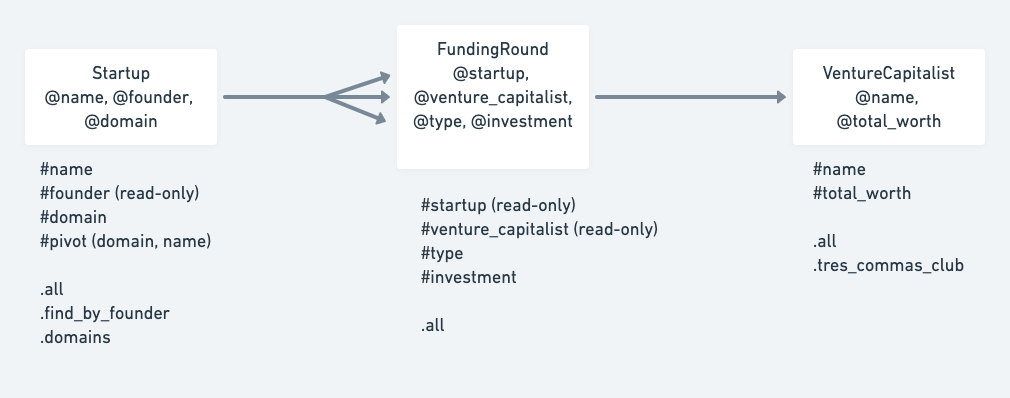 Startup
@name, @founder,
@domain
#name
#founder (read-only)
#domain
#pivot (domain, name)
.all
.find_by_founder
.domains
FundingRound
@startup,
@venture_capitalist,
@type, @investment
#startup (read-only)
#venture_capitalist (read-only)
#type
#investment
.all
VentureCapitalist
@name,
@total_worth
#name
#total_worth
.all
.tres_commas_club